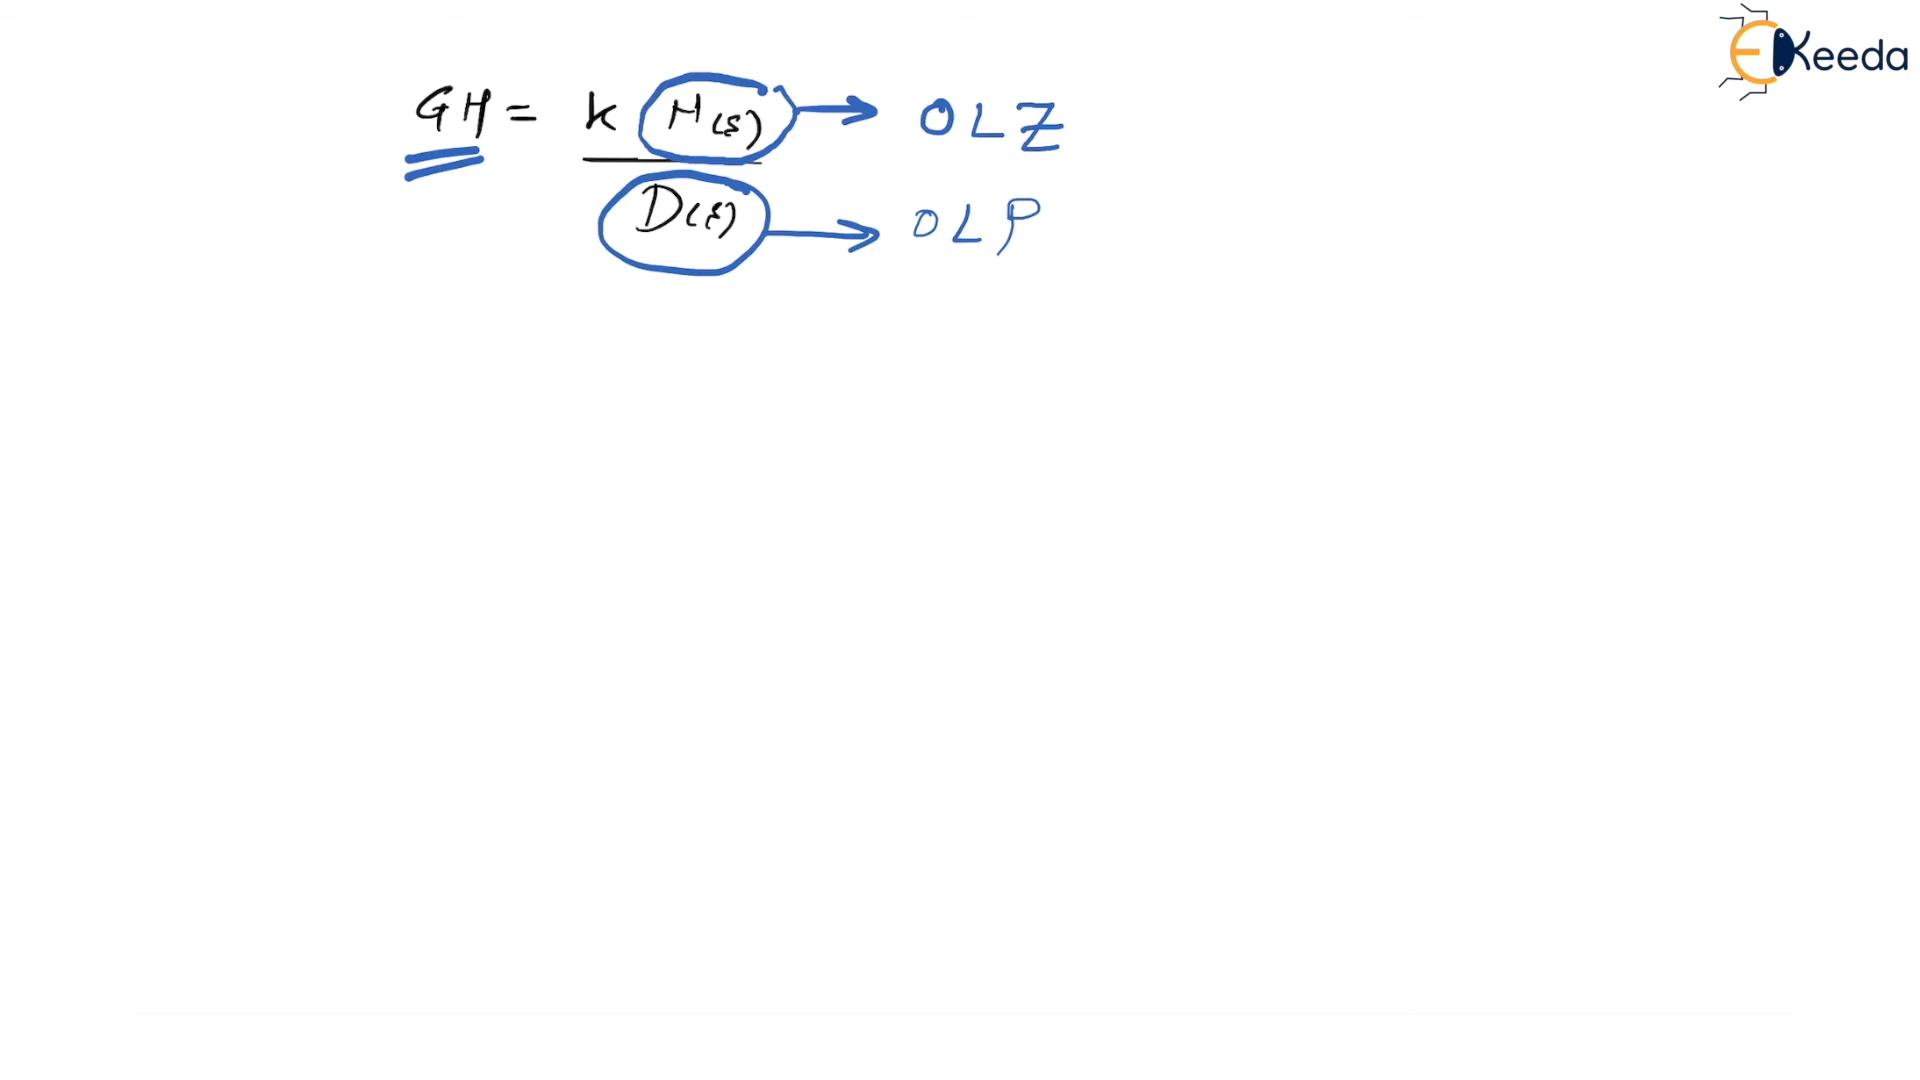 EKeeda
GH = k H(s) → OLZ
D(s) → OLP